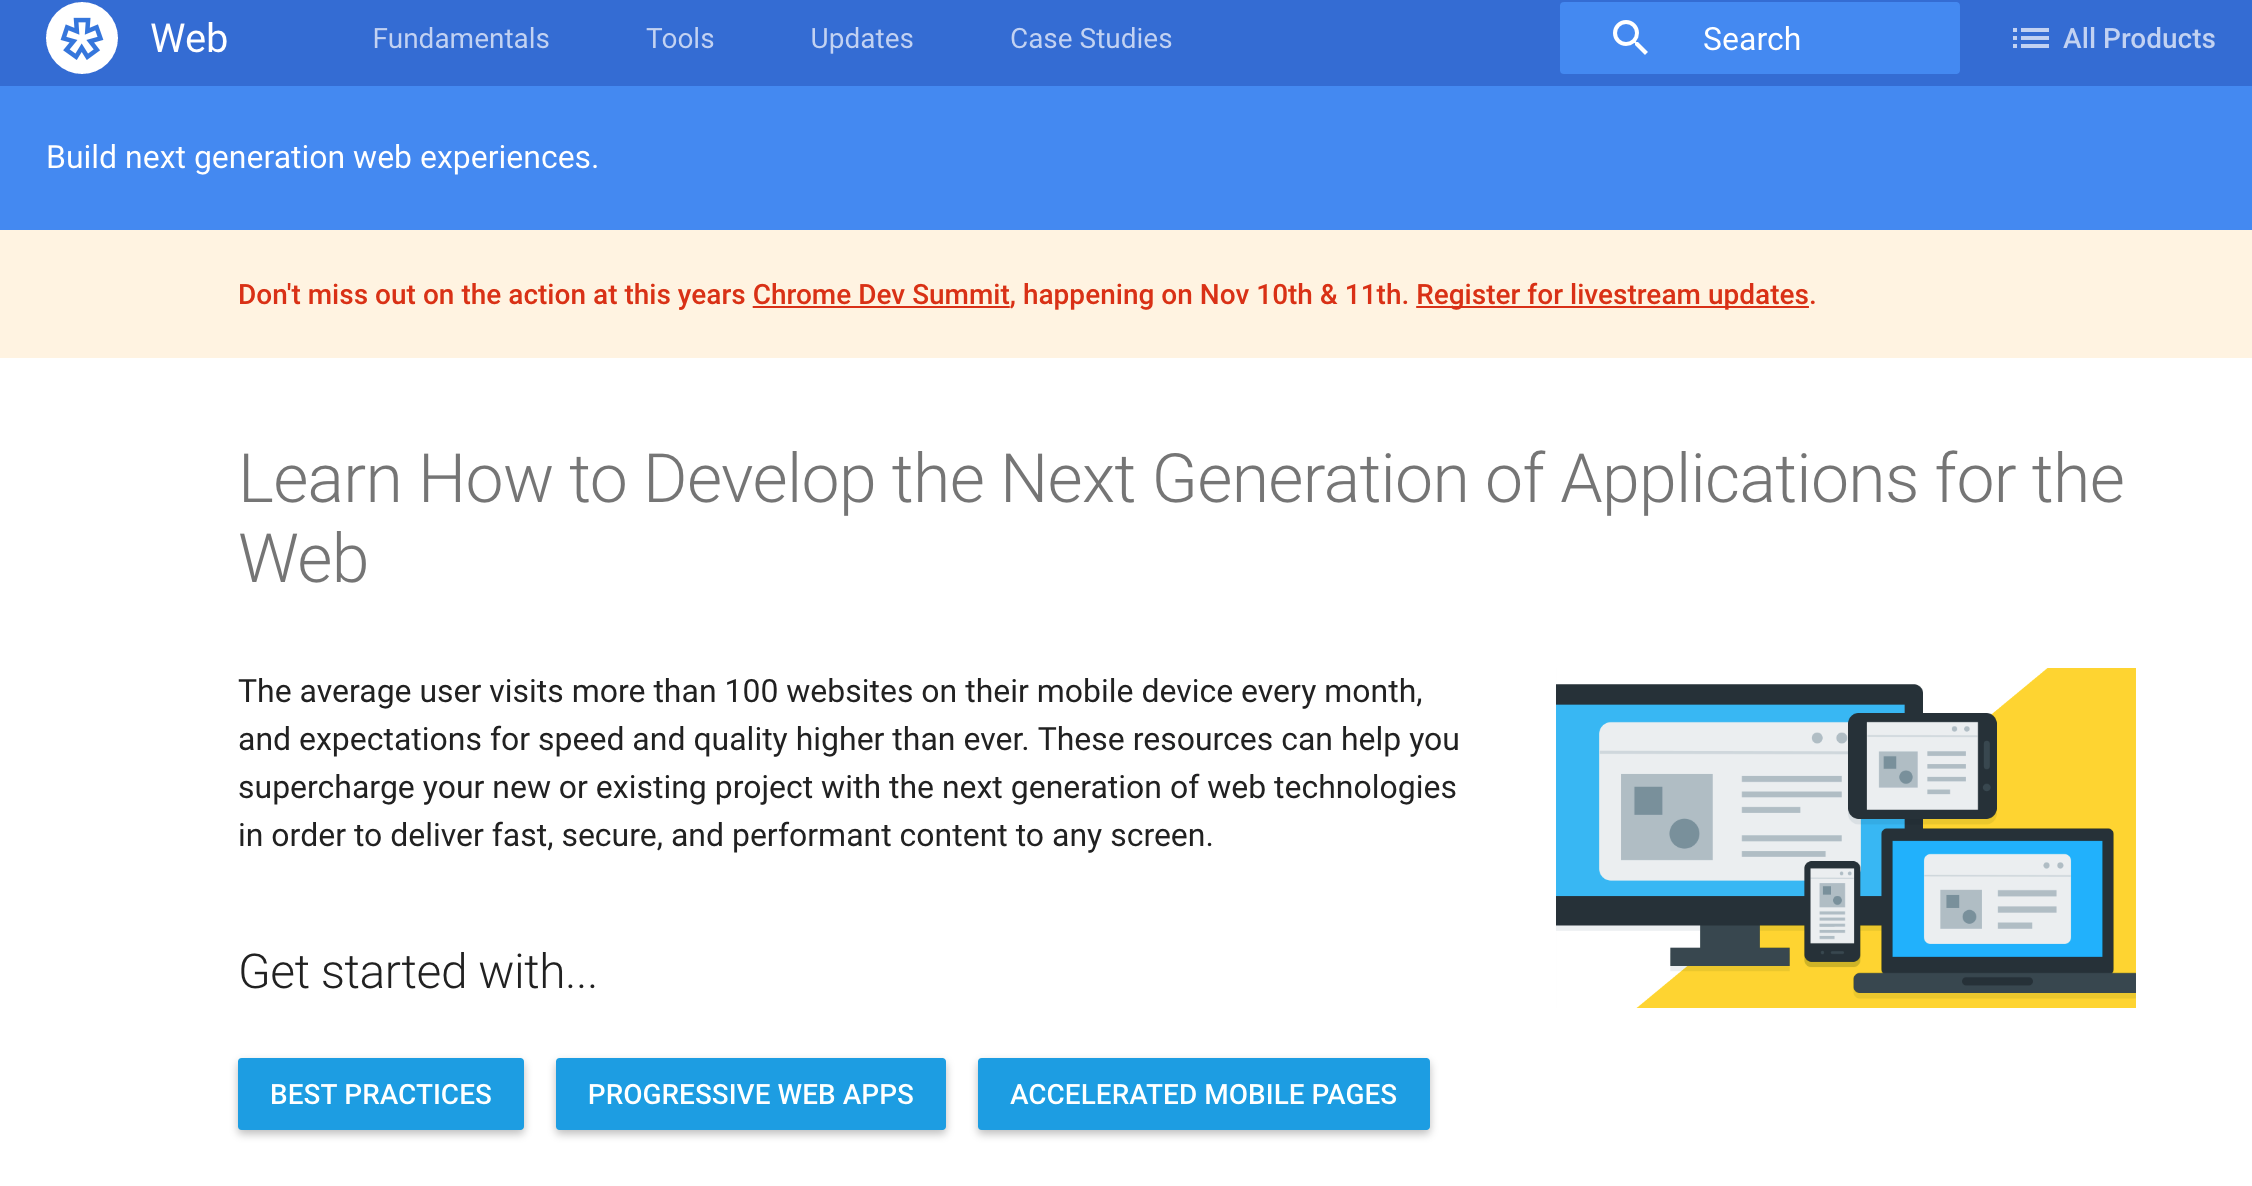 Web
Fundamentals
Tools
Updates
Case Studies
Search
All Products
Build next generation web experiences.
Don't miss out on the action at this years Chrome Dev Summit, happening on Nov 10th & 11th. Register for livestream updates.
Learn How to Develop the Next Generation of Applications for the
Web
The average user visits more than 100 websites on their mobile device every month,
and expectations for speed and quality higher than ever. These resources can help you
supercharge your new or existing project with the next generation of web technologies
in order to deliver fast, secure, and performant content to any screen.
Get started with...
BEST PRACTICES
PROGRESSIVE WEB APPS
ACCELERATED MOBILE PAGES